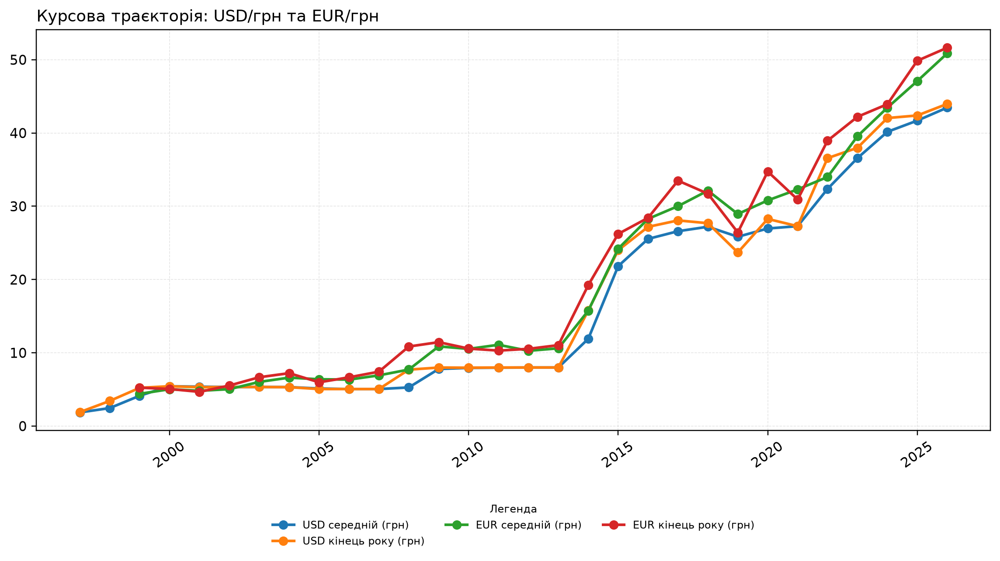 Курсова траєкторія: USD/грн та EUR/грн
50
40
30
20
10
0
2000 2005 2010 2015 2020 2025
Легенда
USD середній (грн) EUR середній (грн) EUR кінець року (грн)
USD кінець року (грн)